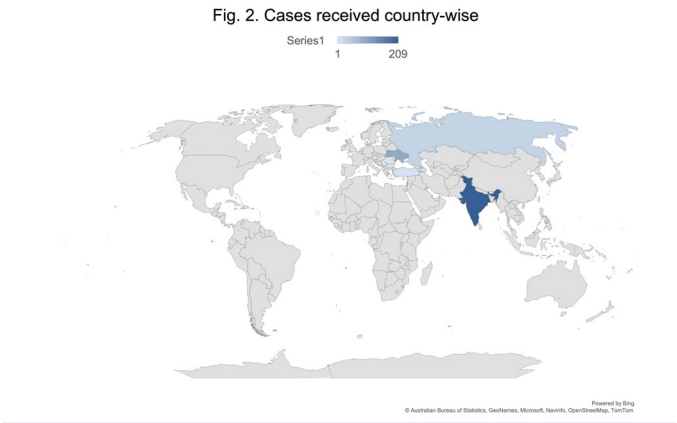 Fig. 2. Cases received country-wise
Series1
1 209
Powered by Bing
© Australian Bureau of Statistics, GeoNames, Microsoft, Navinfo, OpenStreetMap, TomTom